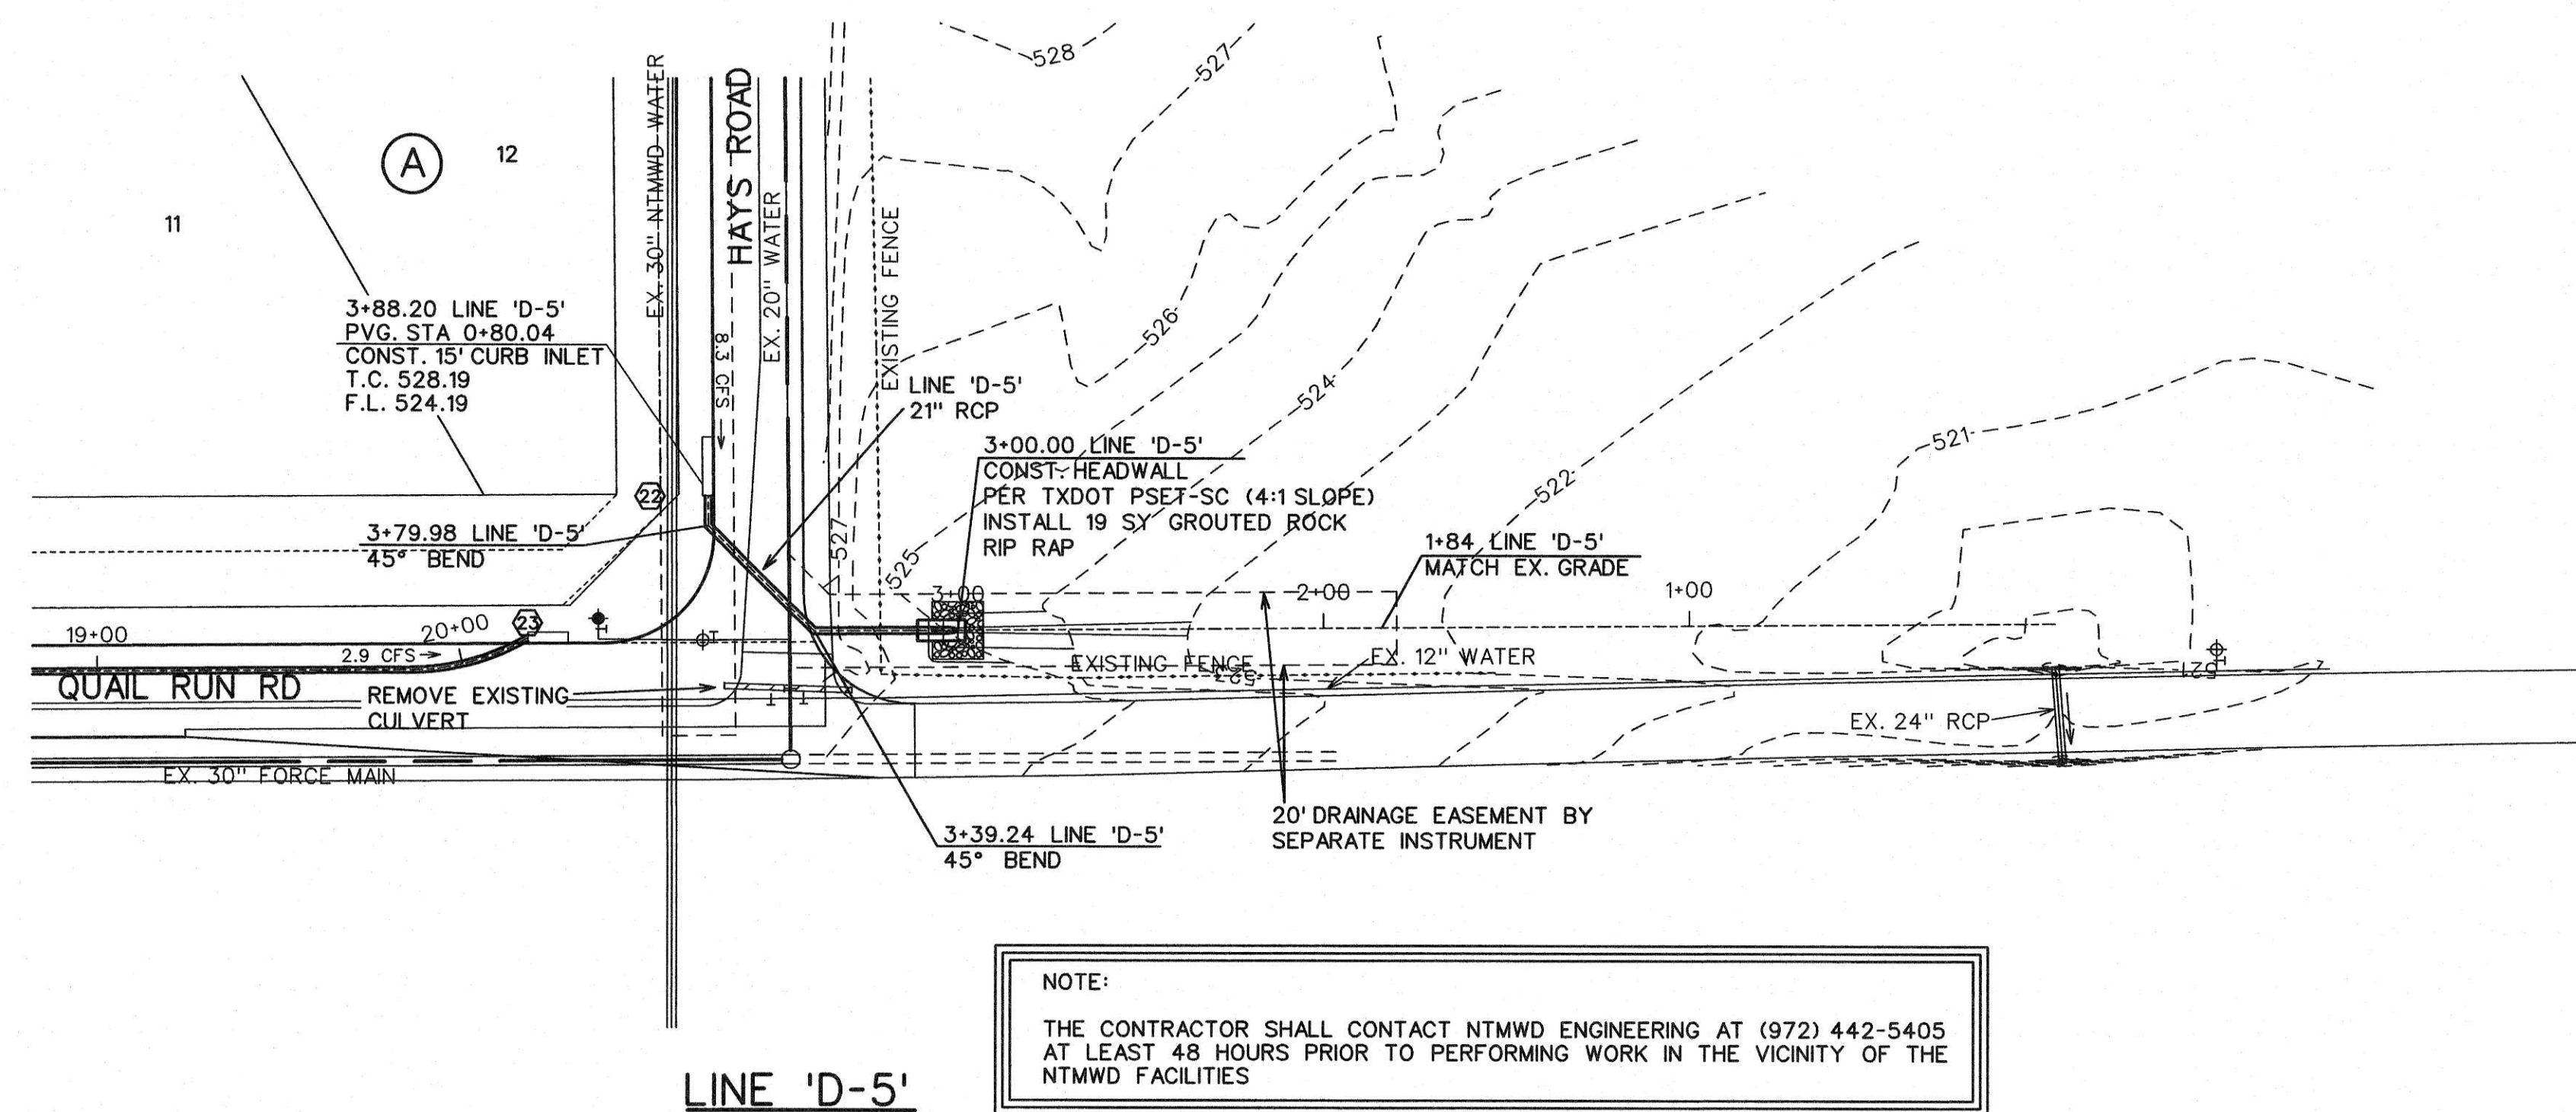 528
527
EX. 30" NTMWD WATER
HAYS ROAD
A
12
11
EX. 20" WATER
EXISTING FENCE
3+88.20 LINE 'D-5'
PVG. STA 0+80.04
CONST. 15' CURB INLET
T.C. 528.19
F.L. 524.19
8.3 CFS
526
LINE 'D-5'
21" RCP
524
3+00.00 LINE 'D-5'
CONST. HEADWALL
PER TXDOT PSET-SC (4:1 SLOPE)
INSTALL 19 SY GROUTED ROCK
RIP RAP
521
522
22
3+79.98 LINE 'D-5'
45° BEND
527
525
1+84 LINE 'D-5'
MATCH EX. GRADE
3+00
2+00
1+00
19+00
20+00
23
2.9 CFS
QUAIL RUN RD
REMOVE EXISTING
CULVERT
EXISTING FENCE
EX. 12" WATER
523
521
EX. 24" RCP
EX. 30" FORCE MAIN
20' DRAINAGE EASEMENT BY
SEPARATE INSTRUMENT
3+39.24 LINE 'D-5'
45° BEND
NOTE:
THE CONTRACTOR SHALL CONTACT NTMWD ENGINEERING AT (972) 442-5405
AT LEAST 48 HOURS PRIOR TO PERFORMING WORK IN THE VICINITY OF THE
NTMWD FACILITIES
LINE 'D-5'